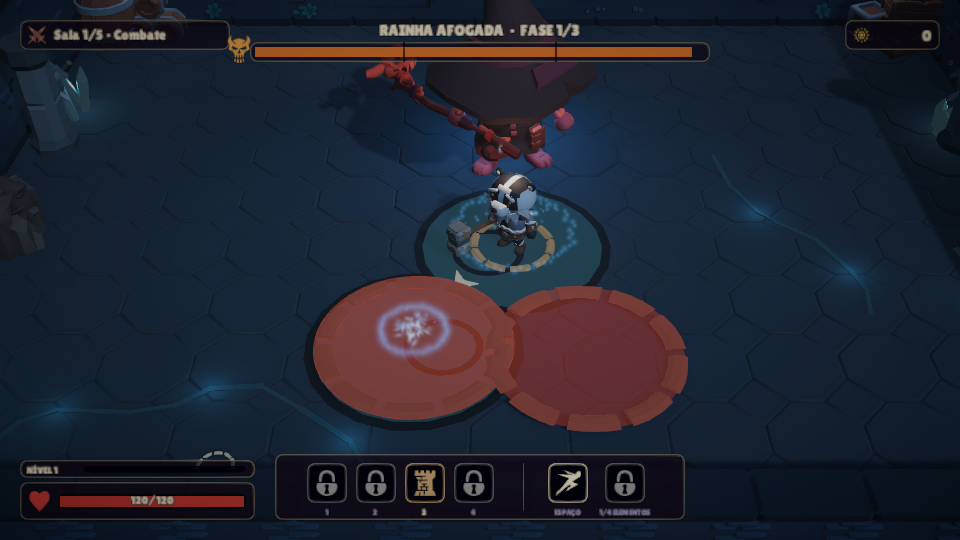 Sala 1/5 - Combate
RAINHA AFOGADA - FASE 1/3
0
NÍVEL 1
120/120
1
2
3
4
ESPAÇO
1/4 ELEMENTOS